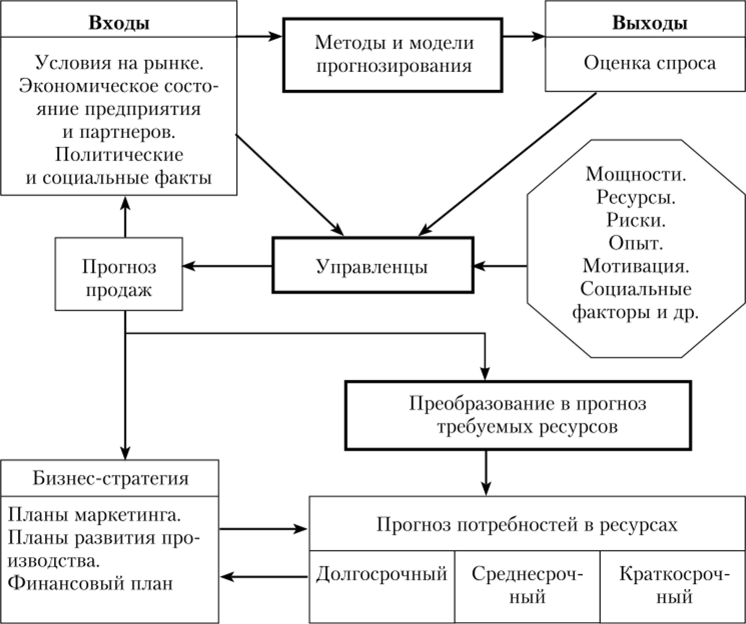 Входы
Условия на рынке.
Экономическое состо-
яние предприятия
и партнеров.
Политические
и социальные факты
Методы и модели
прогнозирования
Выходы
Оценка спроса
Мощности.
Ресурсы.
Риски.
Опыт.
Мотивация.
Социальные
факторы и др.
Управленцы
Прогноз
продаж
Преобразование в прогноз
требуемых ресурсов
Бизнес-стратегия
Планы маркетинга.
Планы развития про-
изводства.
Финансовый план
Прогноз потребностей в ресурсах
Долгосрочный
Среднесроч-
ный
Краткосроч-
ный